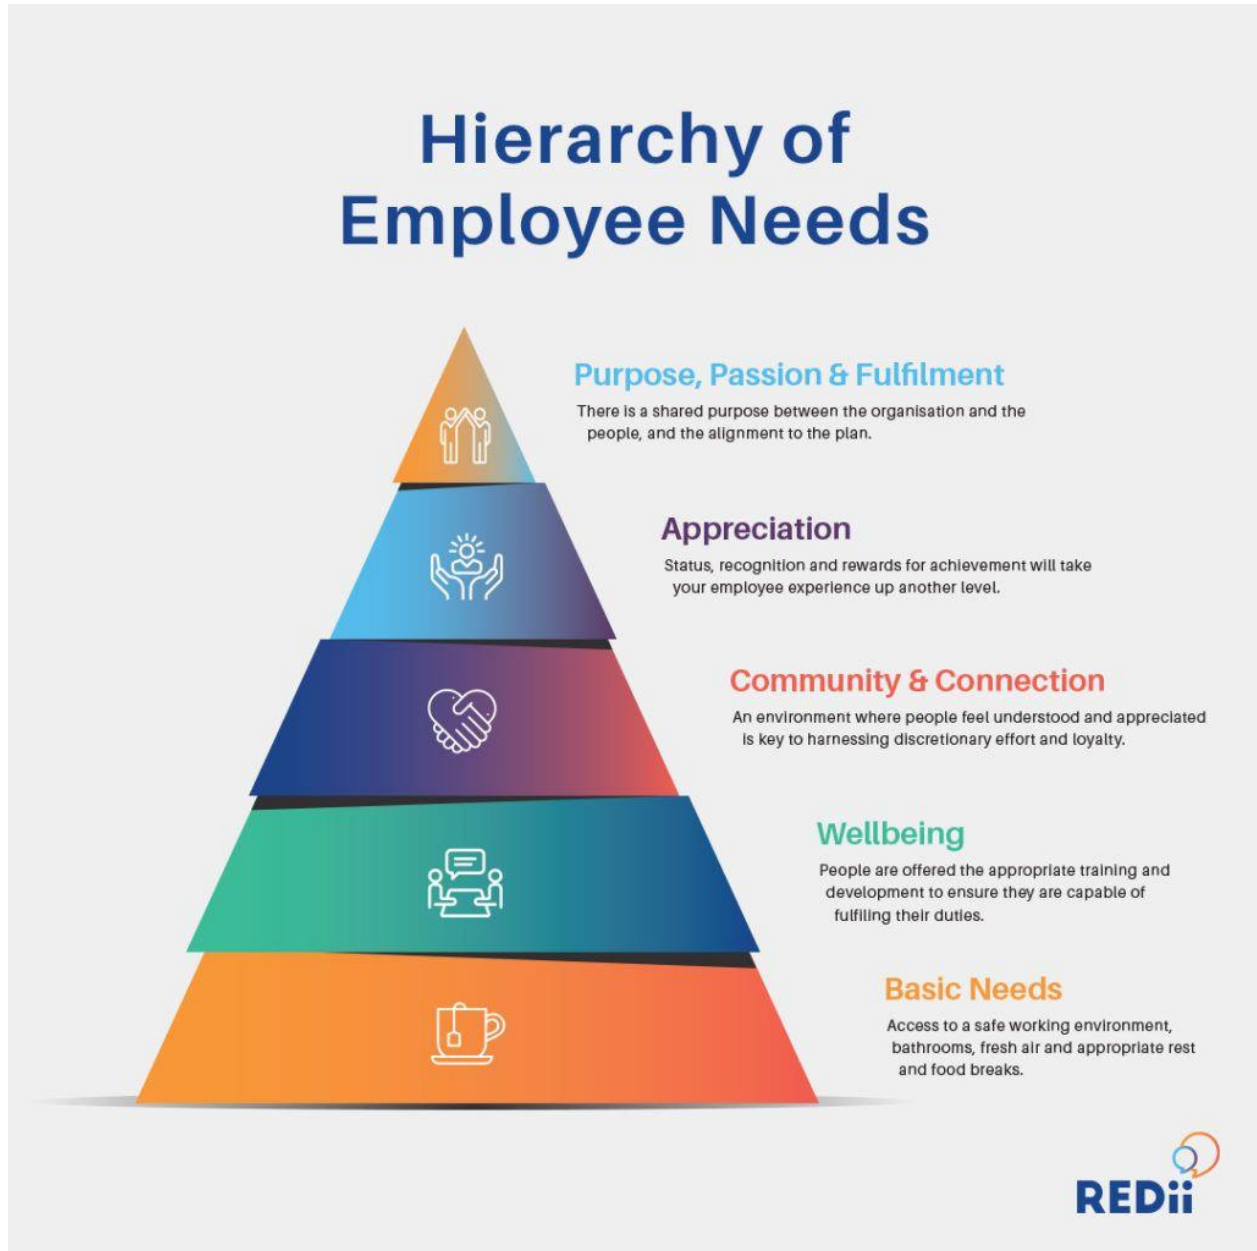 Hierarchy of
Employee Needs
Purpose, Passion & Fulfilment
There is a shared purpose between the organisation and the
people, and the alignment to the plan.
Appreciation
Status, recognition and rewards for achievement will take
your employee experience up another level.
Community & Connection
An environment where people feel understood and appreciated
is key to harnessing discretionary effort and loyalty.
Wellbeing
People are offered the appropriate training and
development to ensure they are capable of
fulfiling their duties.
Basic Needs
Access to a safe working environment,
bathrooms, fresh air and appropriate rest
and food breaks.
REDii